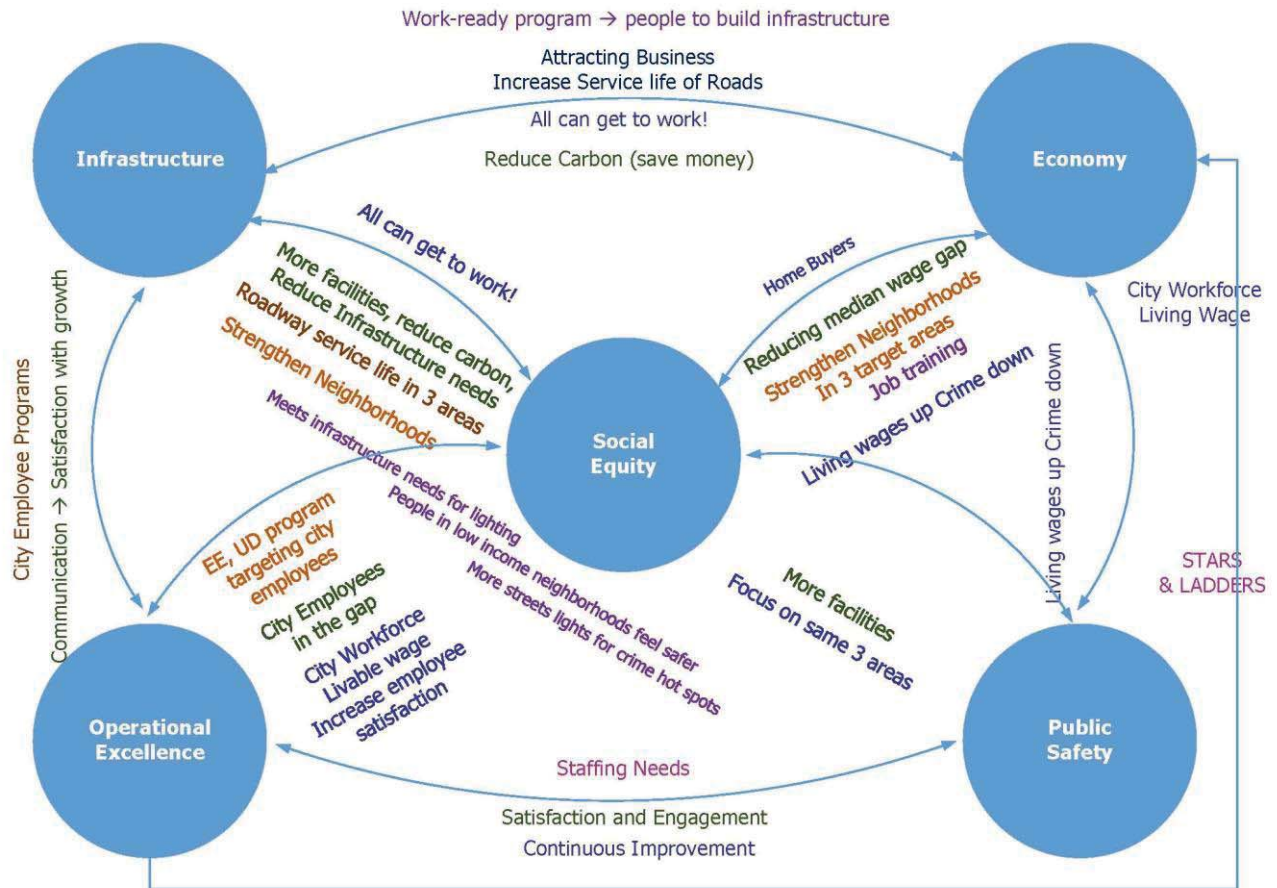 Work-ready program → people to build infrastructure
Attracting Business
Increase Service life of Roads
All can get to work!
Reduce Carbon (save money)
Infrastructure
Economy
All can get to work!
More facilities, reduce carbon,
Reduce Infrastructure needs
Roadway service life in 3 areas
Strengthen Neighborhoods
Home Buyers
Reducing median wage gap
Strengthen Neighborhoods
In 3 target areas
Job training
City Workforce
Living Wage
City Employee Programs
Communication → Satisfaction with growth
Social
Equity
Living wages up Crime down
Living wages up Crime down
Meets infrastructure needs for lighting
People in low income neighborhoods feel safer
More streets lights for crime hot spots
EE, UD program
targeting city
employees
City Employees
in the gap
City Workforce
Livable wage
Increase employee
satisfaction
More facilities
Focus on same 3 areas
STARS
& LADDERS
Operational
Excellence
Public
Safety
Staffing Needs
Satisfaction and Engagement
Continuous Improvement